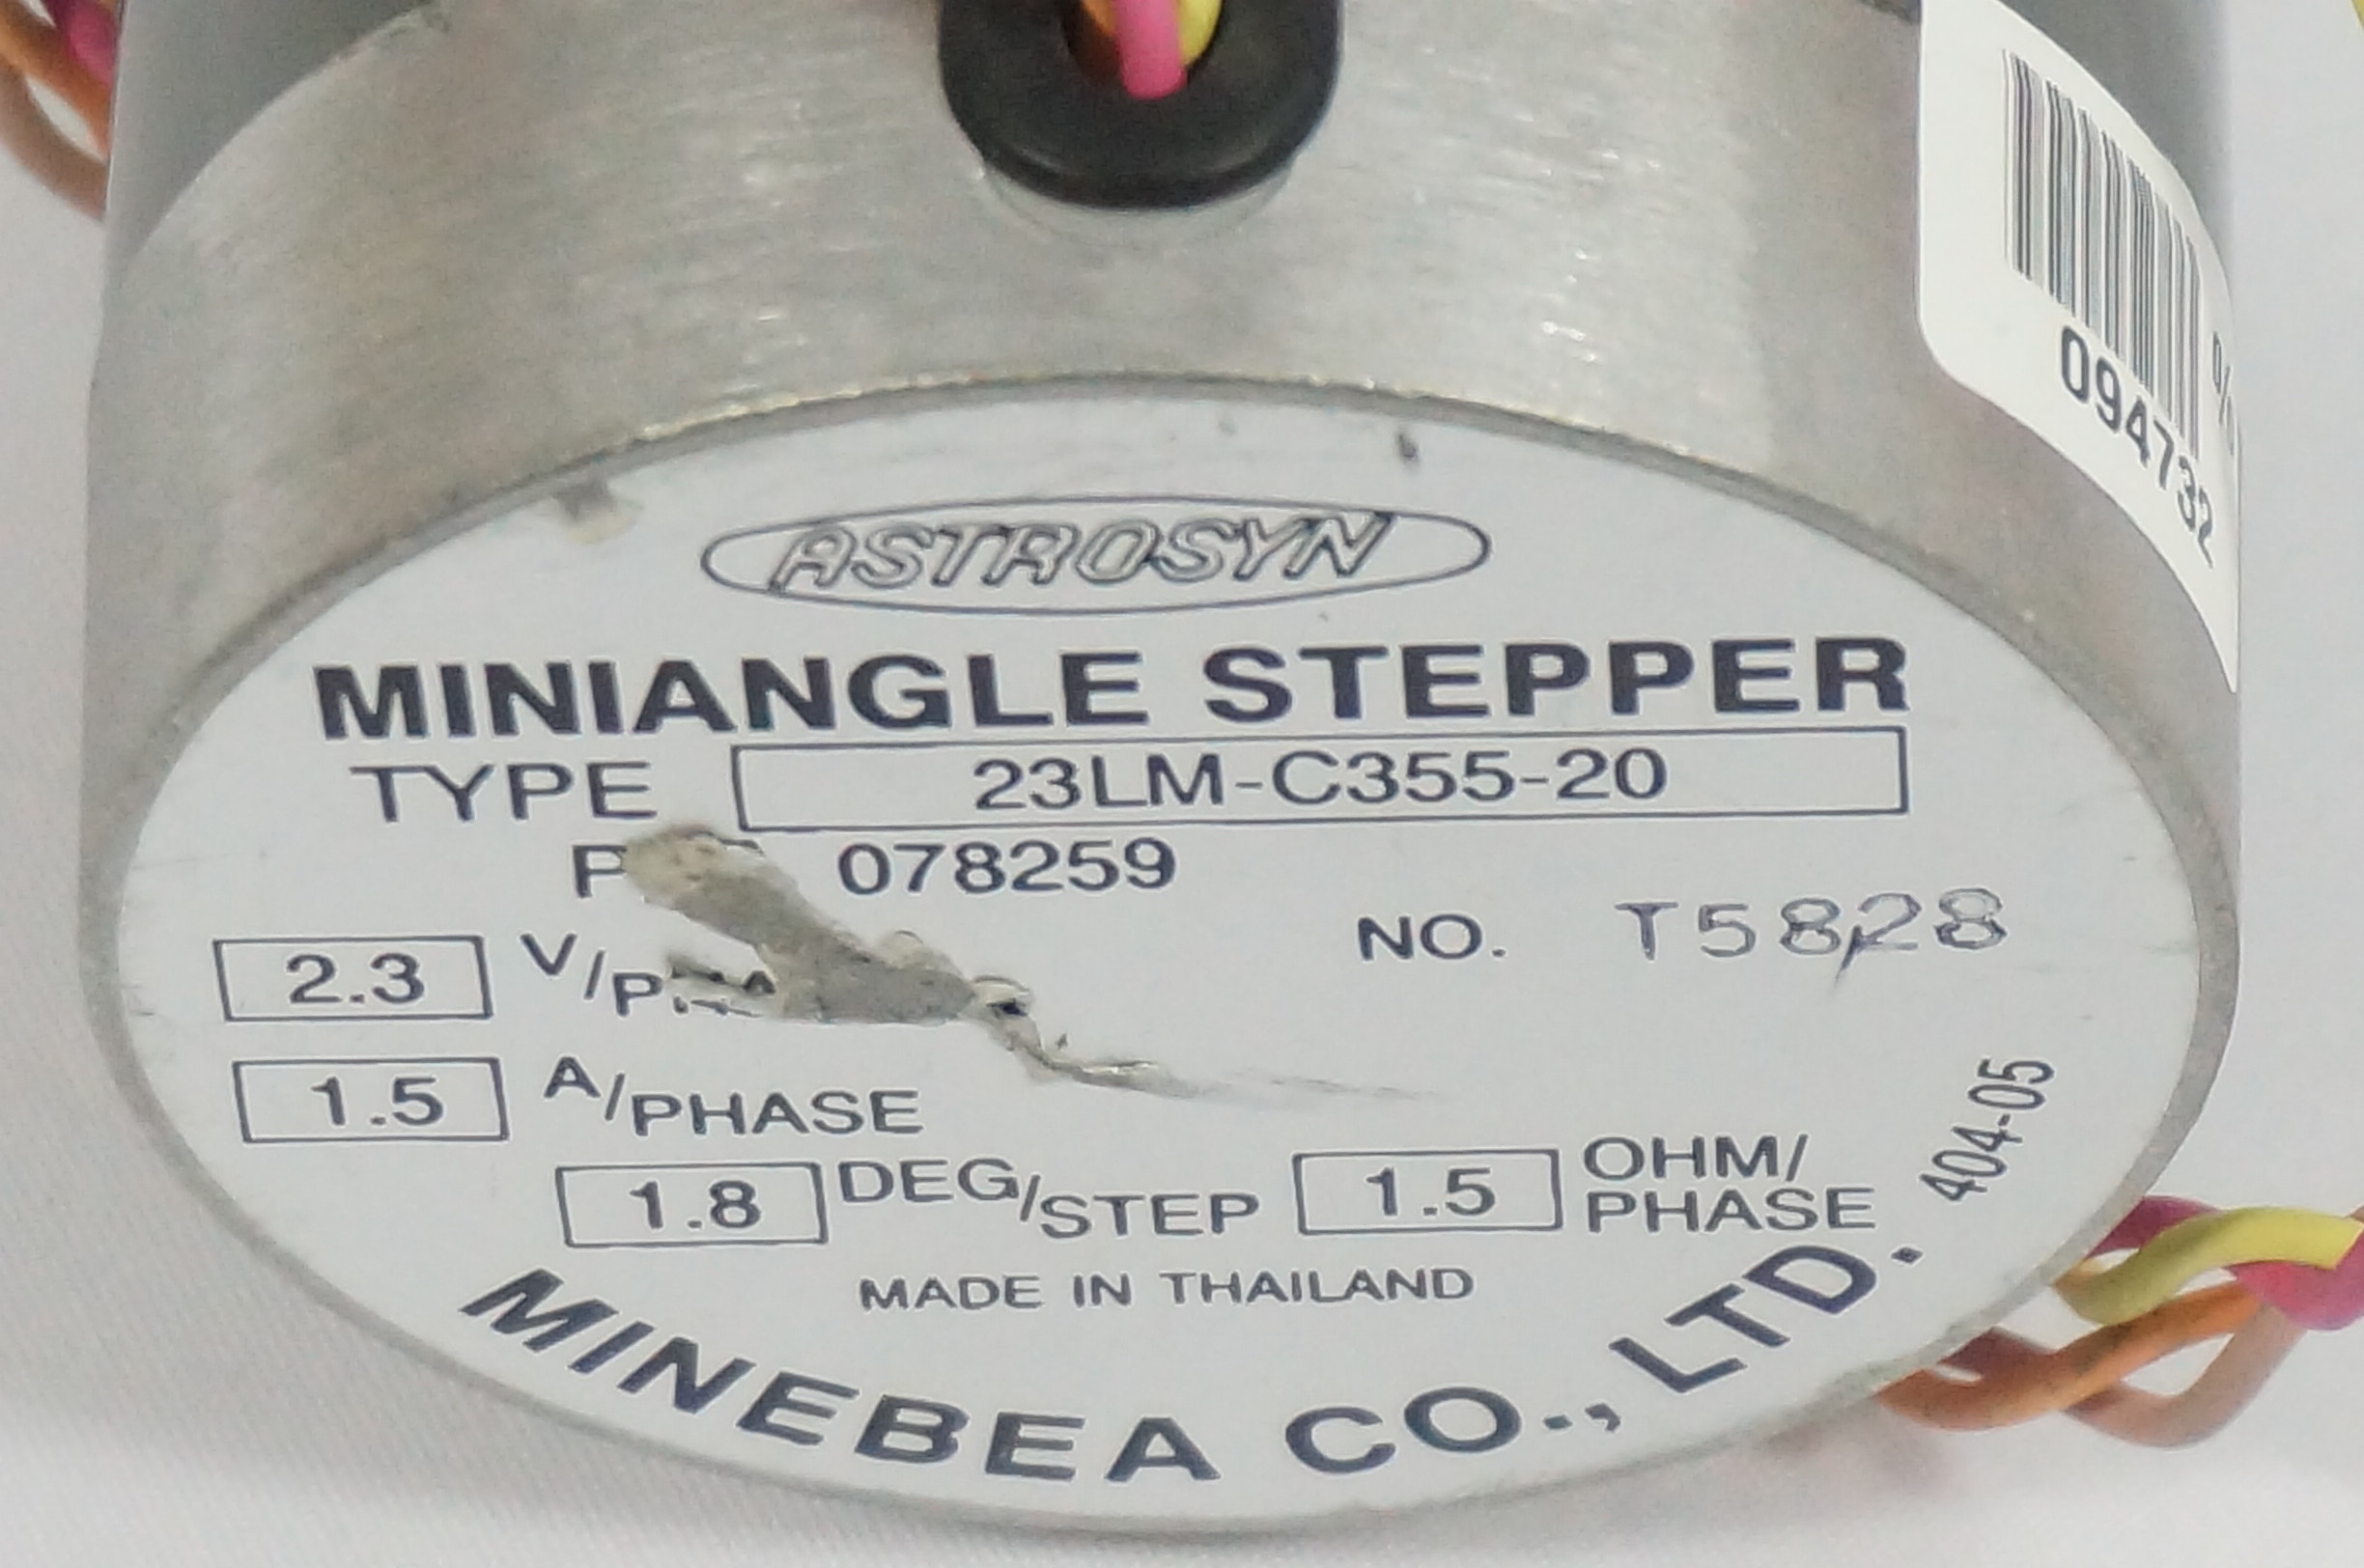 094732
ASTROSYN
MINIANGLE STEPPER
TYPE 23LM-C355-20
078259
NO. T5828
2.3
1.5 A/PHASE
1.8 DEG/STEP 1.5 OHM/PHASE
404-05
MADE IN THAILAND
MINEBEA CO., LTD.